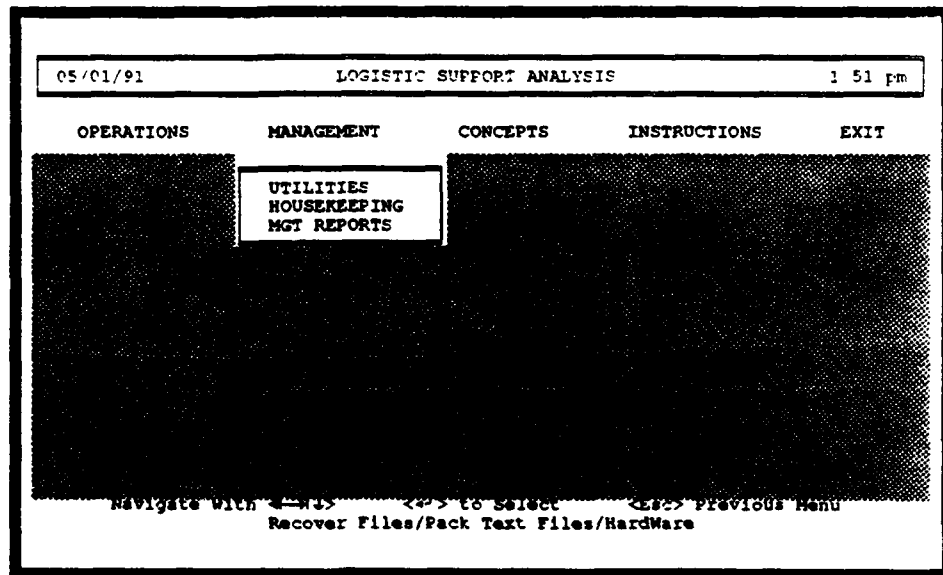 05/01/91 LOGISTIC SUPPORT ANALYSIS 1 51 pm
OPERATIONS MANAGEMENT CONCEPTS INSTRUCTIONS EXIT
UTILITIES
HOUSEKEEPING
MGT REPORTS
Navigate with to Select <Esc> Previous Menu
Recover Files/Pack Text Files/HardWare